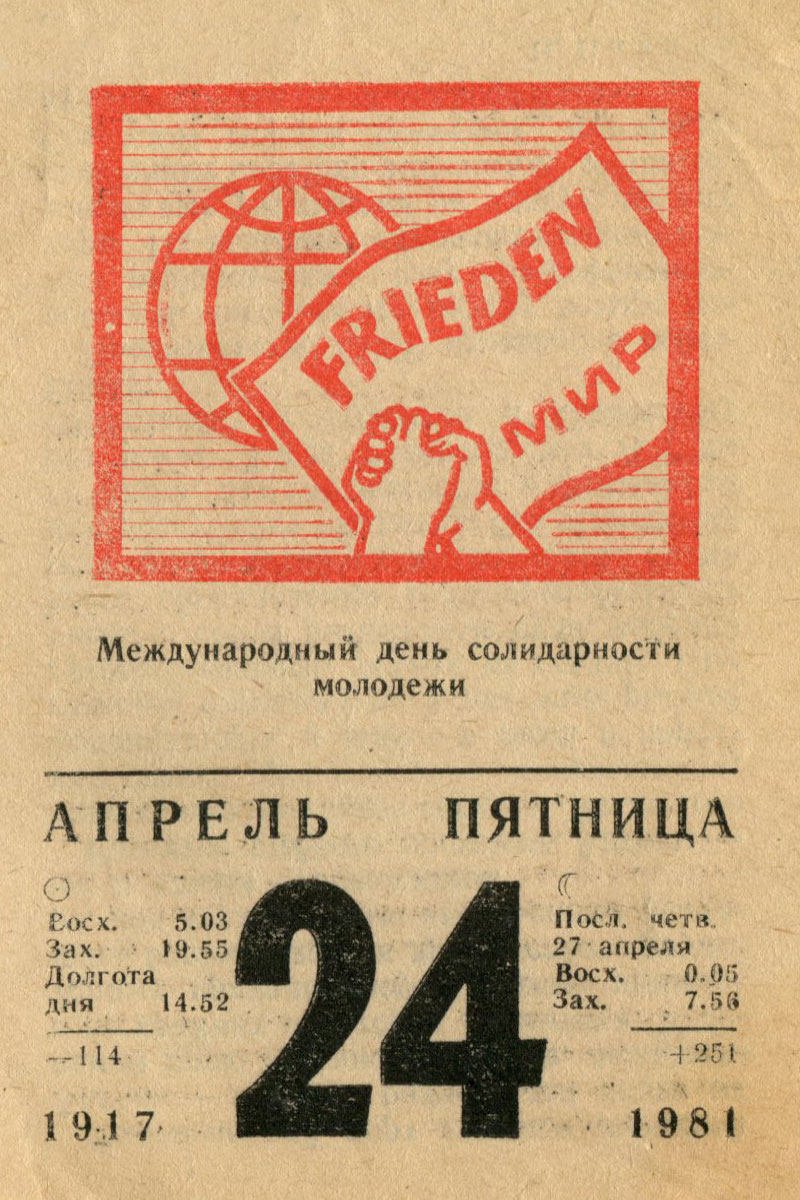 FRIEDEN
МИР
Международный день солидарности
молодежи
АПРЕЛЬ ПЯТНИЦА
24
Восх. 5.03
Зах. 19.55
Долгота
дня 14.52
—114
1917
Посл. четв.
27 апреля
Восх. 0.05
Зах. 7.56
+251
1981